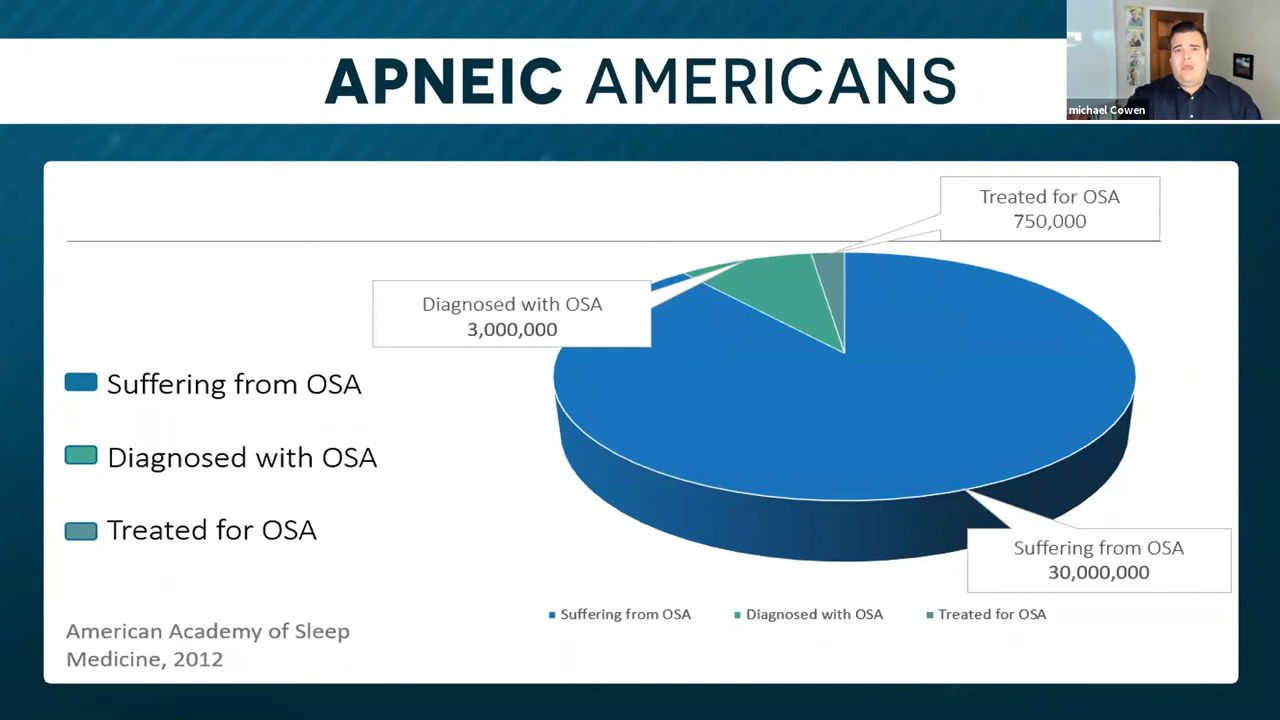 APNEIC AMERICANS
michael Cowen
Treated for OSA
750,000
Diagnosed with OSA
3,000,000
Suffering from OSA
Diagnosed with OSA
Treated for OSA
Suffering from OSA
30,000,000
Suffering from OSA
Diagnosed with OSA
Treated for OSA
American Academy of Sleep
Medicine, 2012